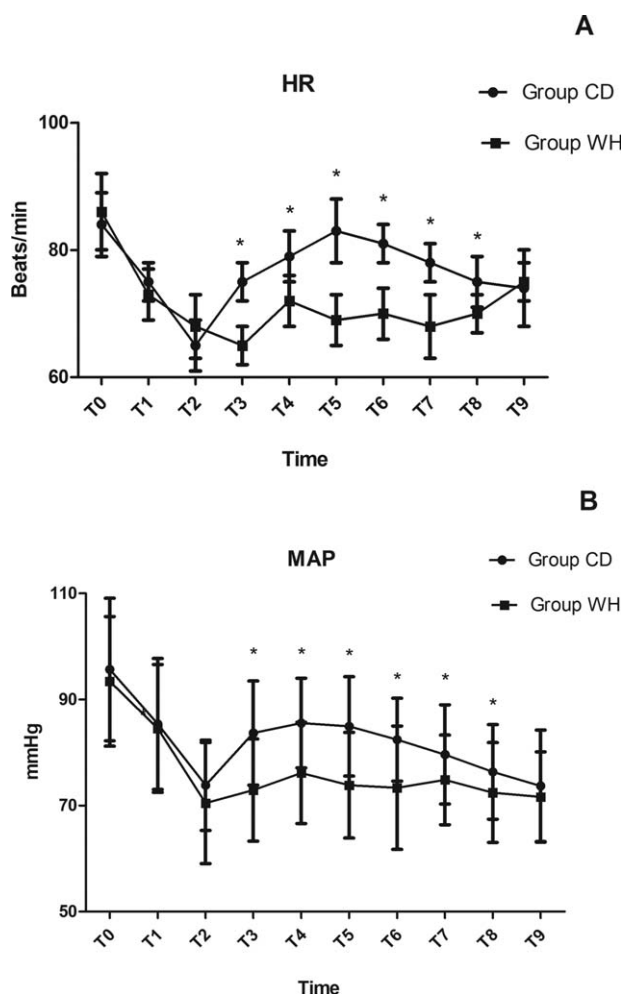 A
HR
Group CD
Group WH
100
80
60
Beats/min
* * * * * *
T0 T1 T2 T3 T4 T5 T6 T7 T8 T9
Time
B
MAP
Group CD
Group WH
110
90
70
50
mmHg
* * * * * *
T0 T1 T2 T3 T4 T5 T6 T7 T8 T9
Time